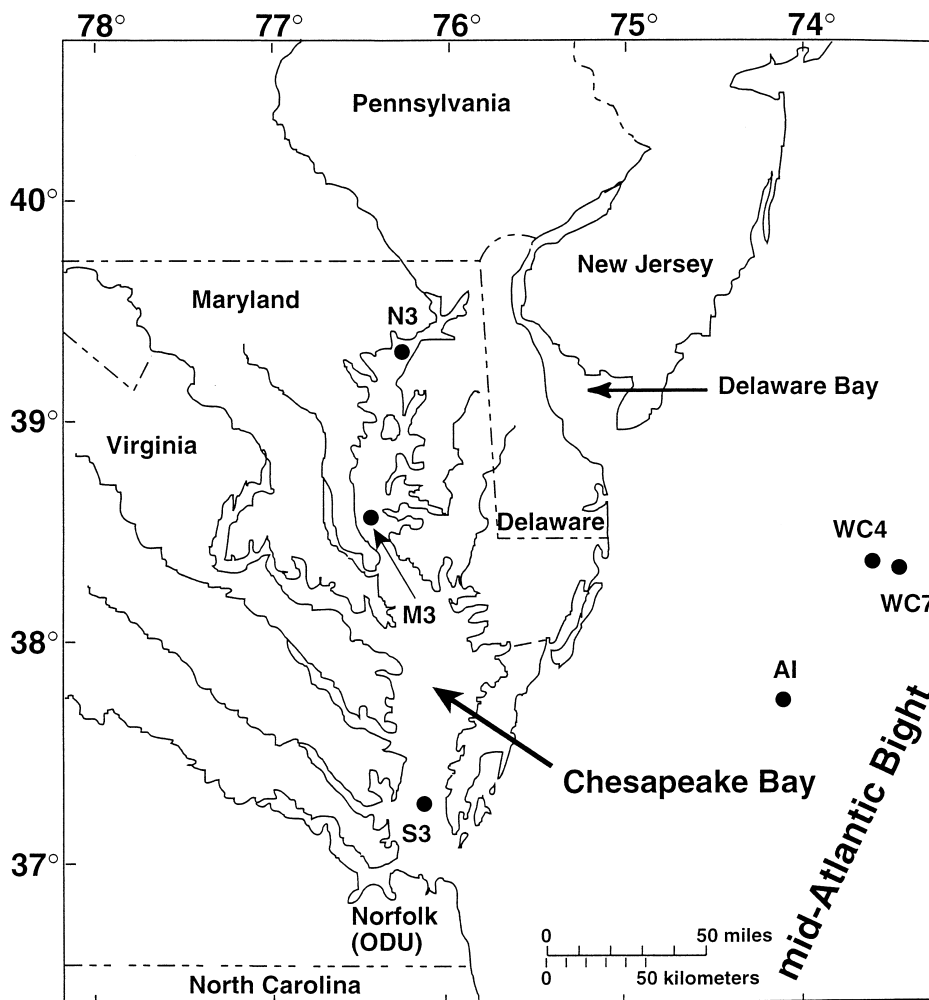 78° 77° 76° 75° 74°
Pennsylvania
40°
New Jersey
Maryland
N3
Delaware Bay
39°
Virginia
Delaware
WC4
WC7
M3
38°
AI
Chesapeake Bay
mid-Atlantic Bight
S3
37°
Norfolk
(ODU)
0 50 miles
0 50 kilometers
North Carolina